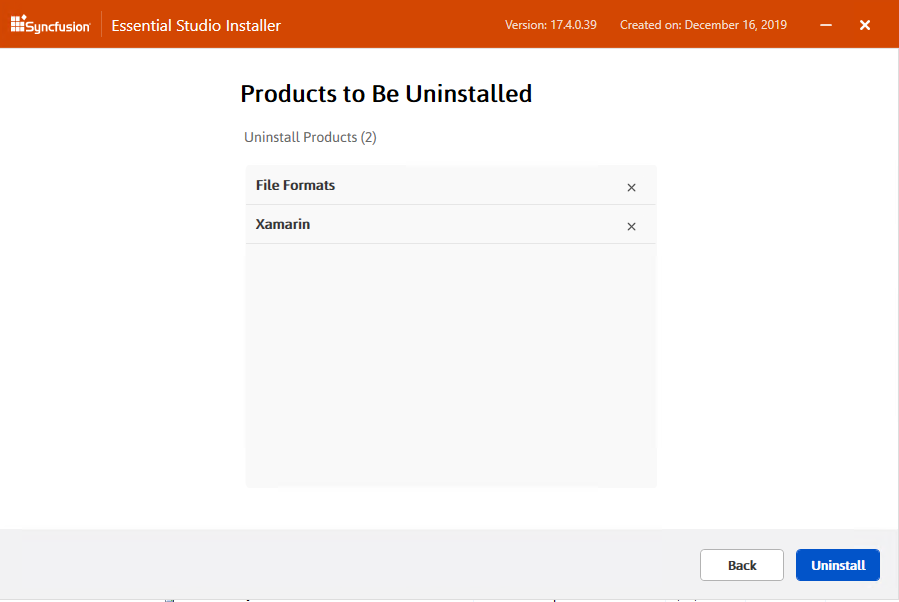 Syncfusion Essential Studio Installer Version: 17.4.0.39 Created on: December 16, 2019
Products to Be Uninstalled
Uninstall Products (2)
File Formats
Xamarin
Back Uninstall